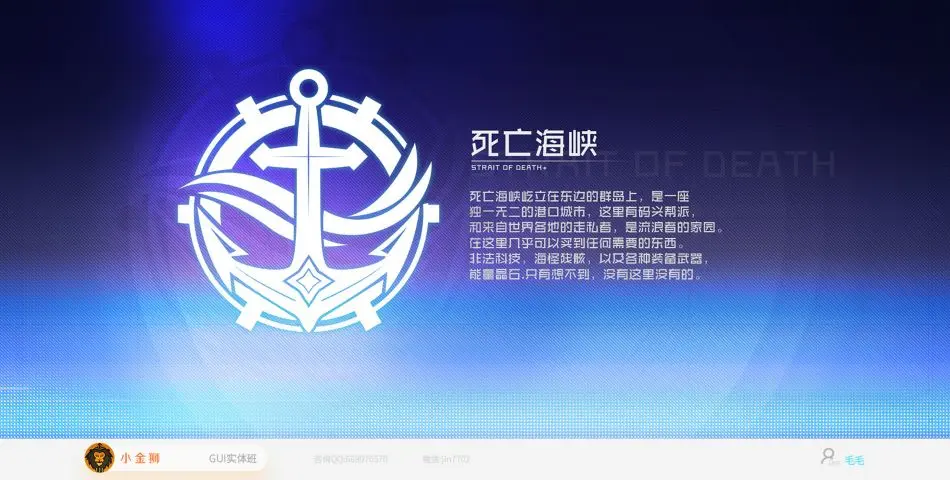 死亡海峡
STRAIT OF DEATH
STRAIT OF DEATH+
死亡海峡屹立在东边的群岛上，是一座
独一无二的港口城市，这里有码头帮派，
和来自世界各地的走私者，是流浪者的家园。
在这里几乎可以买到任何需要的东西。
非法科技，海怪残骸，以及各种装备武器，
能量晶石.只有想不到，没有这里没有的。
小金狮
GUI实体班
毛毛